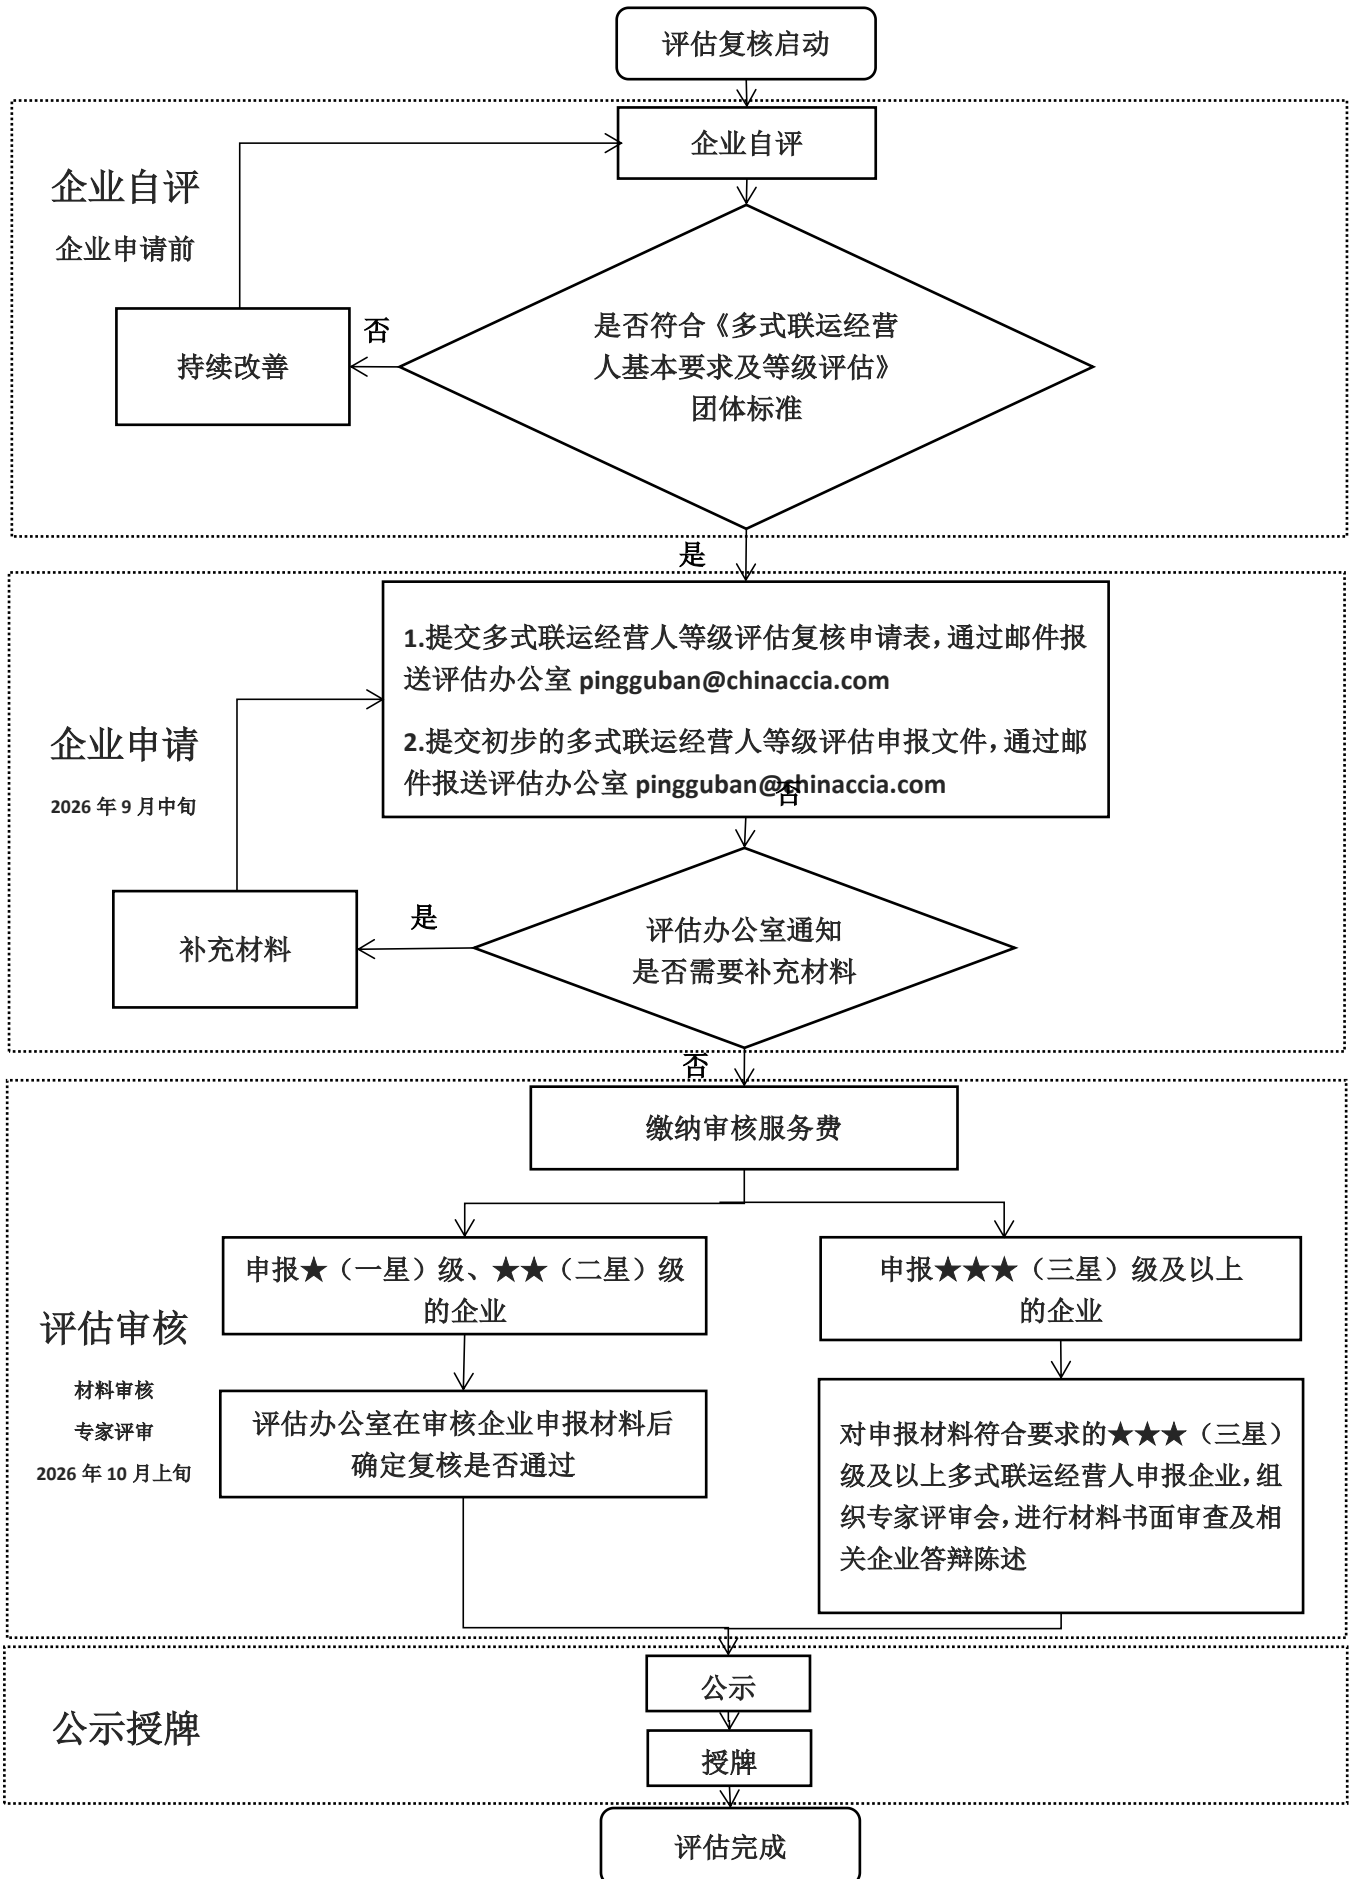 评估复核启动
企业自评
企业自评
企业申请前
是否符合《多式联运经营
人基本要求及等级评估》
团体标准
否
持续改善
是
1.提交多式联运经营人等级评估复核申请表，通过邮件报
送评估办公室 pingguban@chinaccia.com
2.提交初步的多式联运经营人等级评估申报文件，通过邮
件报送评估办公室 pingguban@chinaccia.com
否
企业申请
2026 年 9 月中旬
是
补充材料
评估办公室通知
是否需要补充材料
否
缴纳审核服务费
申报★（一星）级、★★（二星）级
的企业
申报★★★（三星）级及以上
的企业
评估审核
材料审核
专家评审
2026 年 10 月上旬
评估办公室在审核企业申报材料后
确定复核是否通过
对申报材料符合要求的★★★（三星）
级及以上多式联运经营人申报企业，组
织专家评审会，进行材料书面审查及相
关企业答辩陈述
公示授牌
公示
授牌
评估完成